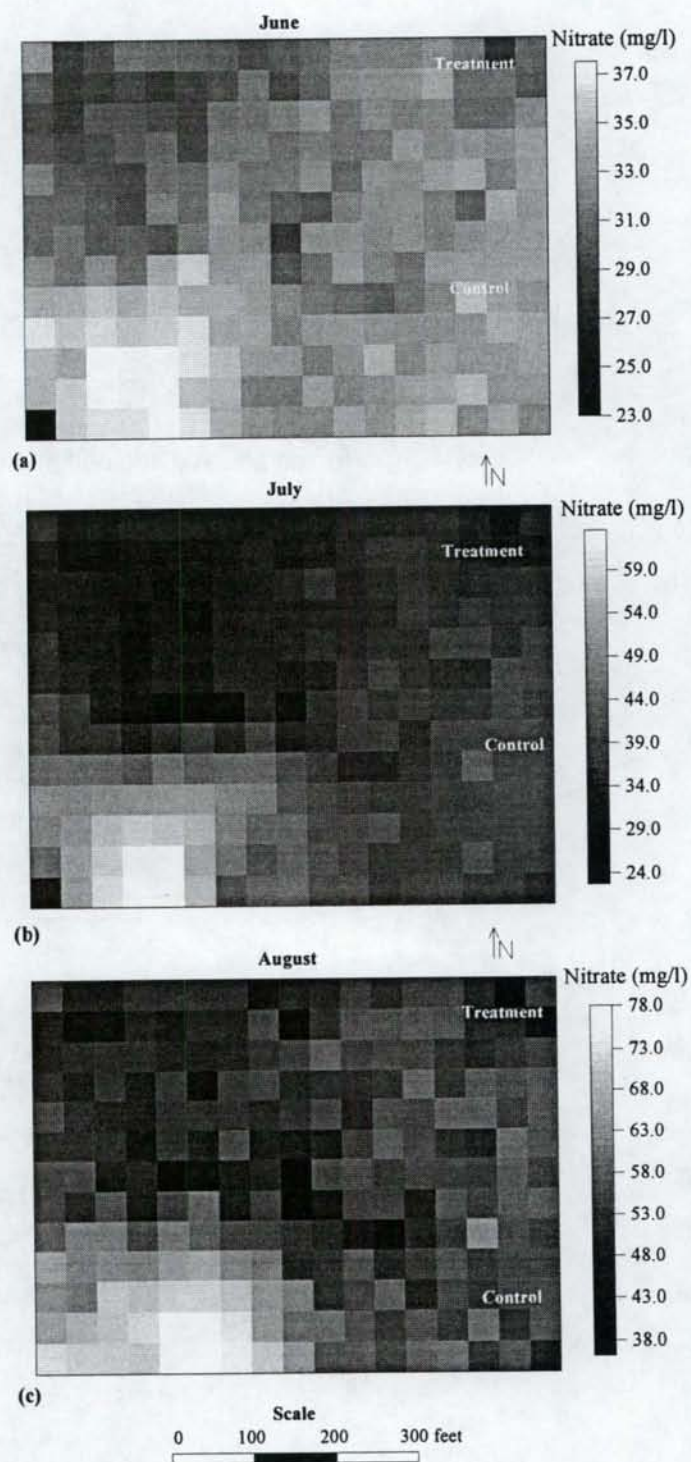 June
Nitrate (mg/l)
Treatment
37.0
35.0
33.0
31.0
29.0
Control
27.0
25.0
23.0
(a)
N
July
Nitrate (mg/l)
Treatment
59.0
54.0
49.0
44.0
Control
39.0
34.0
29.0
24.0
(b)
N
August
Nitrate (mg/l)
Treatment
78.0
73.0
68.0
63.0
58.0
53.0
48.0
Control
43.0
38.0
(c)
Scale
0 100 200 300 feet